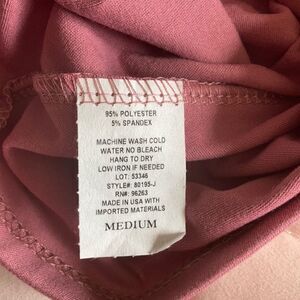 95% POLYESTER
5% SPANDEX
MACHINE WASH COLD
WATER NO BLEACH
HANG TO DRY
LOW IRON IF NEEDED
LOT: 53346
STYLE#: 80195-J
RN#: 96263
MADE IN USA WITH
IMPORTED MATERIALS
MEDIUM